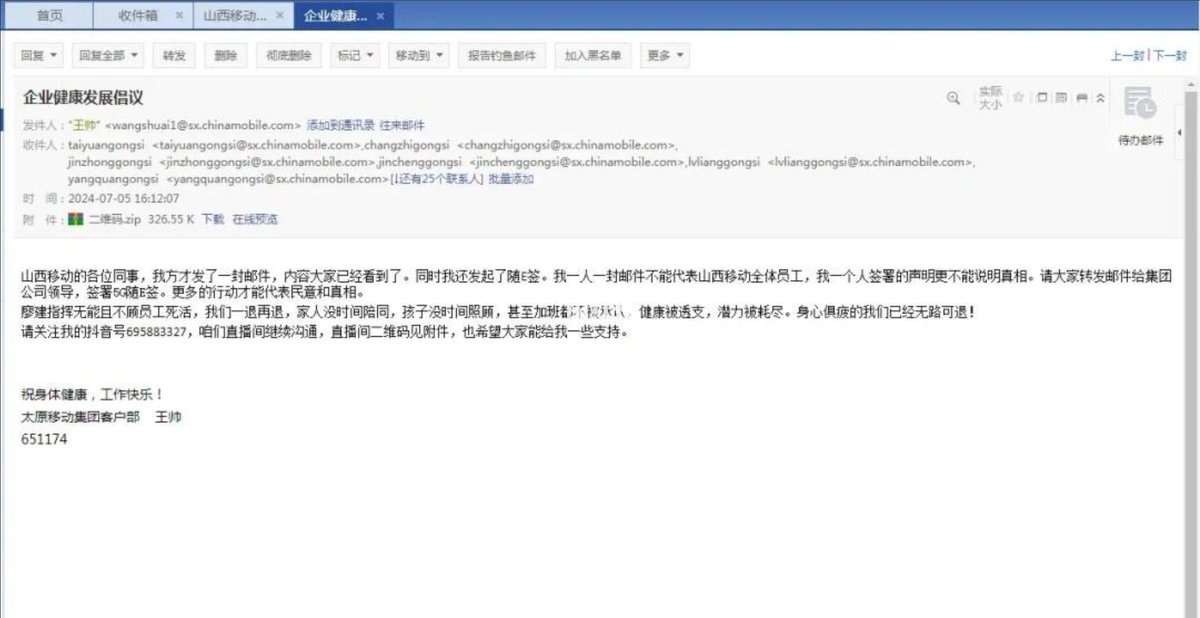 首页 收件箱 × 山西移动... × 企业健康... ×
回复 回复全部 转发 删除 彻底删除 标记 移动到 报告钓鱼邮件 加入黑名单 更多 上一封 | 下一封
企业健康发展倡议
实际大小
待办邮件
发件人："王帅" <wangshuai1@sx.chinamobile.com> 添加到通讯录 往来邮件
收件人：taiyuangongsi <taiyuangongsi@sx.chinamobile.com>,changzhigongsi <changzhigongsi@sx.chinamobile.com>,
jinzhonggongsi <jinzhonggongsi@sx.chinamobile.com>,jinchenggongsi <jinchenggongsi@sx.chinamobile.com>,lvlianggongsi <lvlianggongsi@sx.chinamobile.com>,
yangquangongsi <yangquangongsi@sx.chinamobile.com>[↓还有25个联系人] 批量添加
时 间：2024-07-05 16:12:07
附 件：二维码.zip 326.55 K 下载 在线预览
山西移动的各位同事，我方才发了一封邮件，内容大家已经看到了。同时我还发起了随E签。我一人一封邮件不能代表山西移动全体员工，我一个人签署的声明更不能说明真相。请大家转发邮件给集团
公司领导，签署5G随E签。更多的行动才能代表民意和真相。
廖建指挥无能且不顾员工死活，我们一退再退，家人没时间陪同，孩子没时间照顾，甚至加班都，健康被透支，潜力被耗尽。身心俱疲的我们已经无路可退！
请关注我的抖音号695883327，咱们直播间继续沟通，直播间二维码见附件，也希望大家能给我一些支持。
祝身体健康，工作快乐！
太原移动集团客户部 王帅
651174